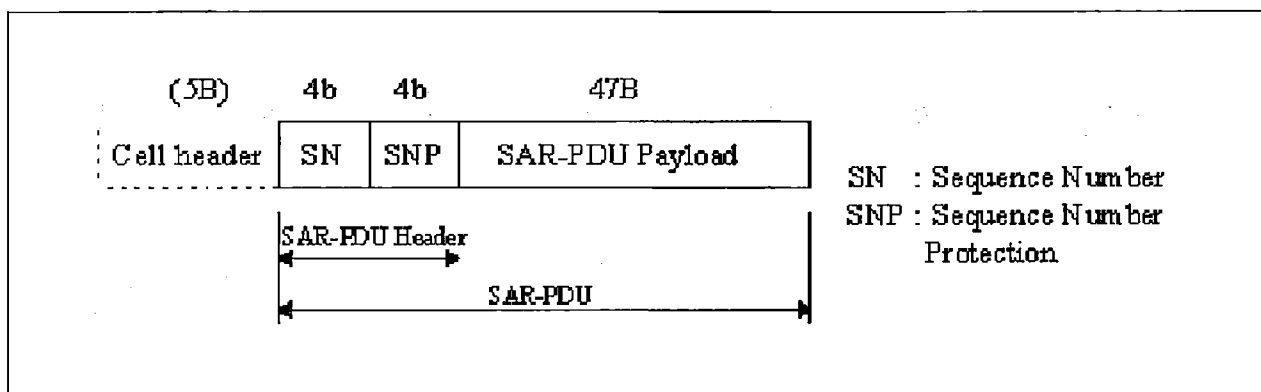 (5B) 4b 4b 47B
Cell header SN SNP SAR-PDU Payload
SN : Sequence Number
SNP : Sequence Number
Protection
SAR-PDU Header
SAR-PDU